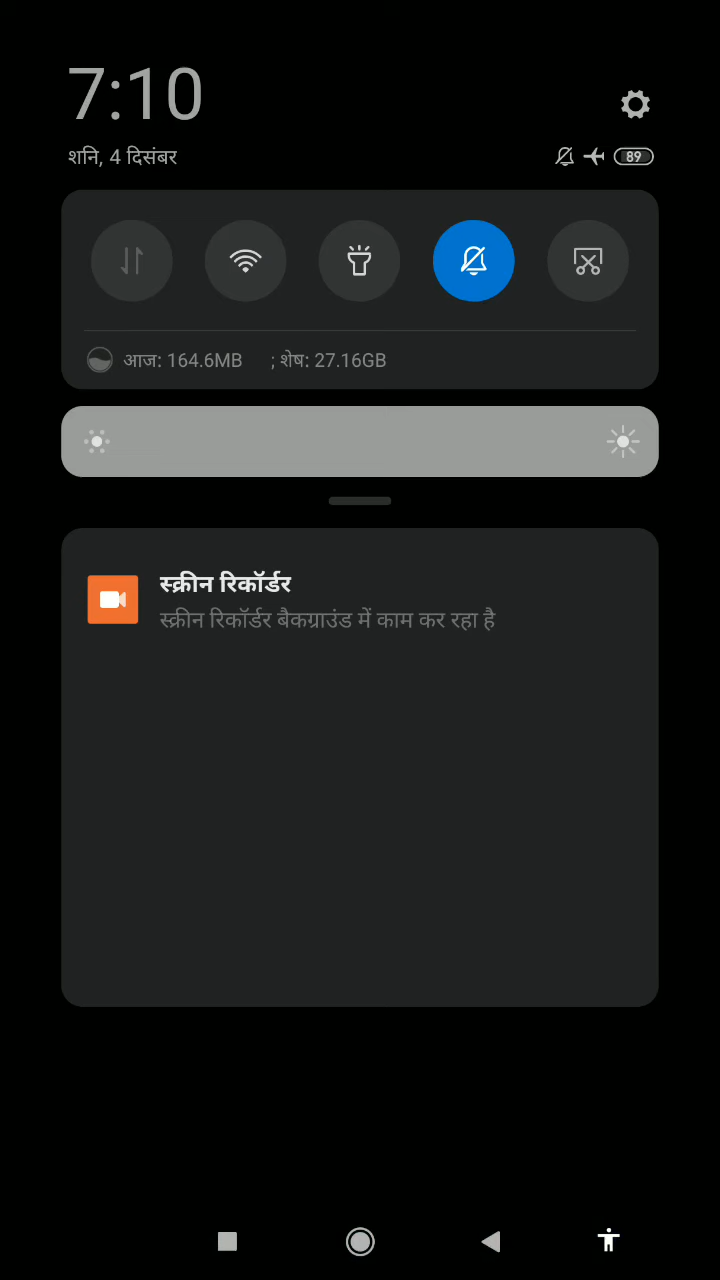 7:10
शनि, 4 दिसंबर
89
आज: 164.6MB ; शेष: 27.16GB
स्क्रीन रिकॉर्डर
स्क्रीन रिकॉर्डर बैकग्राउंड में काम कर रहा है